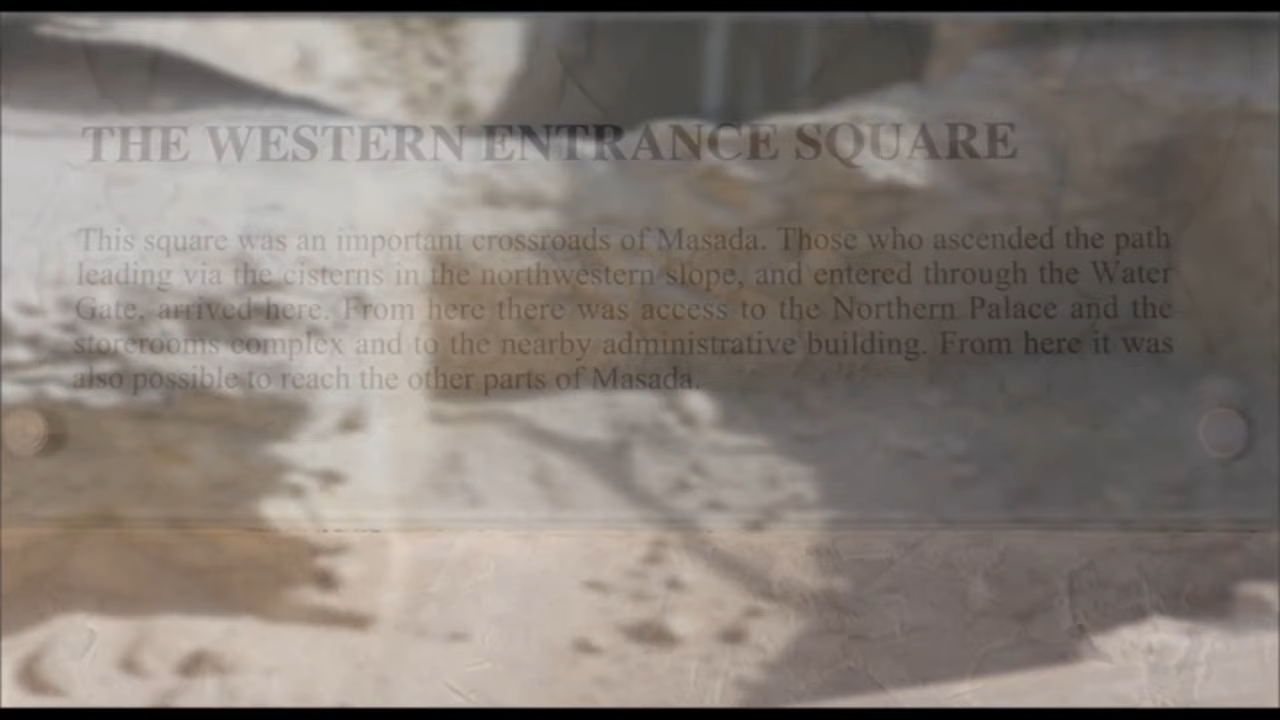 THE WESTERN ENTRANCE SQUARE
This square was an important crossroads of Masada. Those who ascended the path
leading via the cisterns in the northwestern slope, and entered through the Water
Gate, arrived here. From here there was access to the Northern Palace and the
storerooms complex and to the nearby administrative building. From here it was
also possible to reach the other parts of Masada.